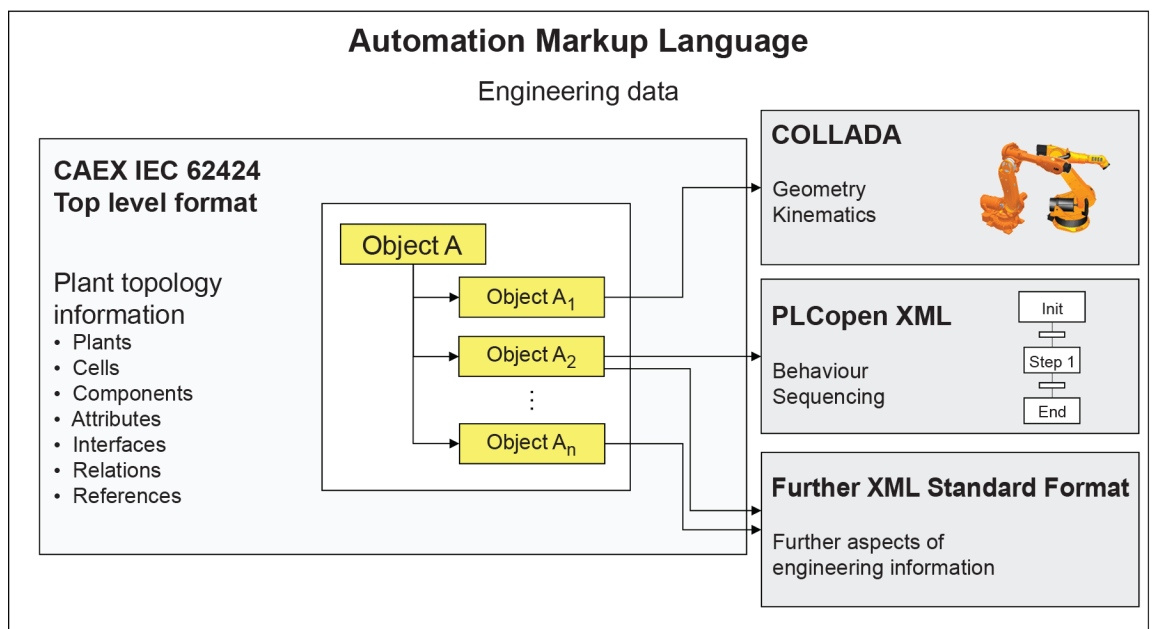 Automation Markup Language
Engineering data
CAEX IEC 62424
Top level format
Plant topology
information
• Plants
• Cells
• Components
• Attributes
• Interfaces
• Relations
• References
Object A
Object A₁
Object A₂
⋮
Object Aₙ
COLLADA
Geometry
Kinematics
PLCopen XML
Behaviour
Sequencing
Init
Step 1
End
Further XML Standard Format
Further aspects of
engineering information